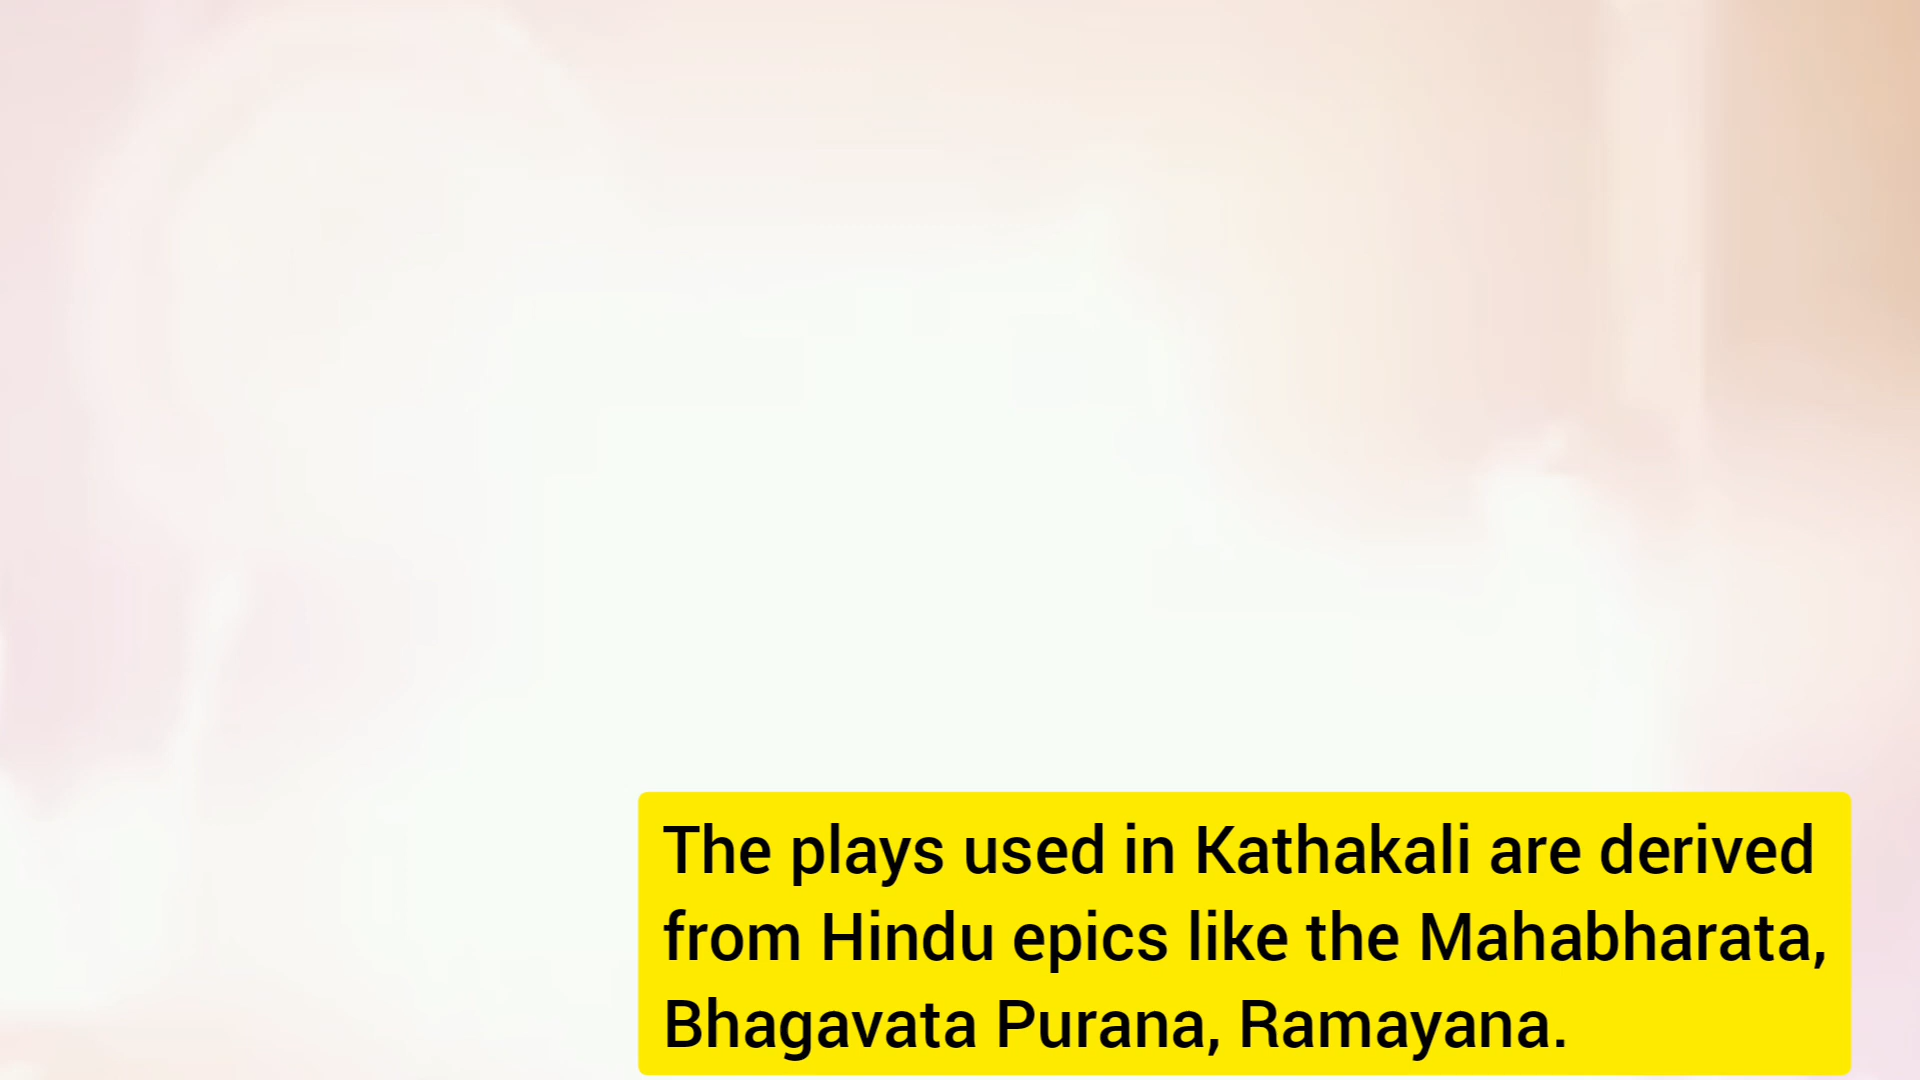 The plays used in Kathakali are derived
from Hindu epics like the Mahabharata,
Bhagavata Purana, Ramayana.